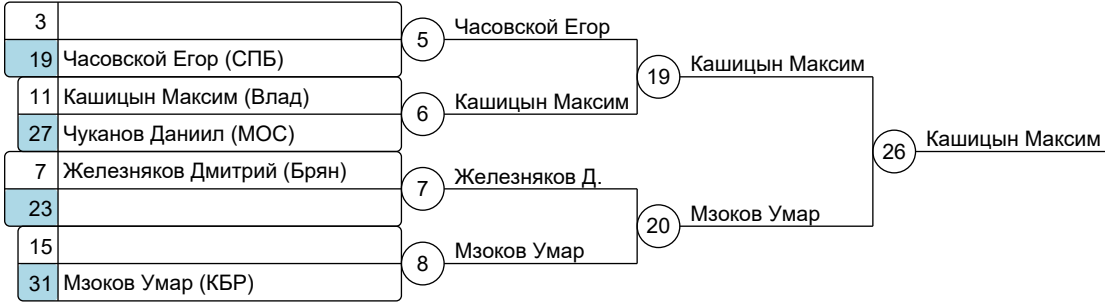 3
19 Часовской Егор (СПБ)
11 Кашицын Максим (Влад)
27 Чуканов Даниил (МОС)
7 Железняков Дмитрий (Брян)
23
15
31 Мзоков Умар (КБР)
5 Часовской Егор
6 Кашицын Максим
7 Железняков Д.
8 Мзоков Умар
19 Кашицын Максим
20 Мзоков Умар
26 Кашицын Максим